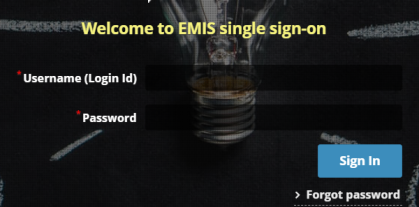 Welcome to EMIS single sign-on
* Username (Login Id)
* Password
Sign In
> Forgot password